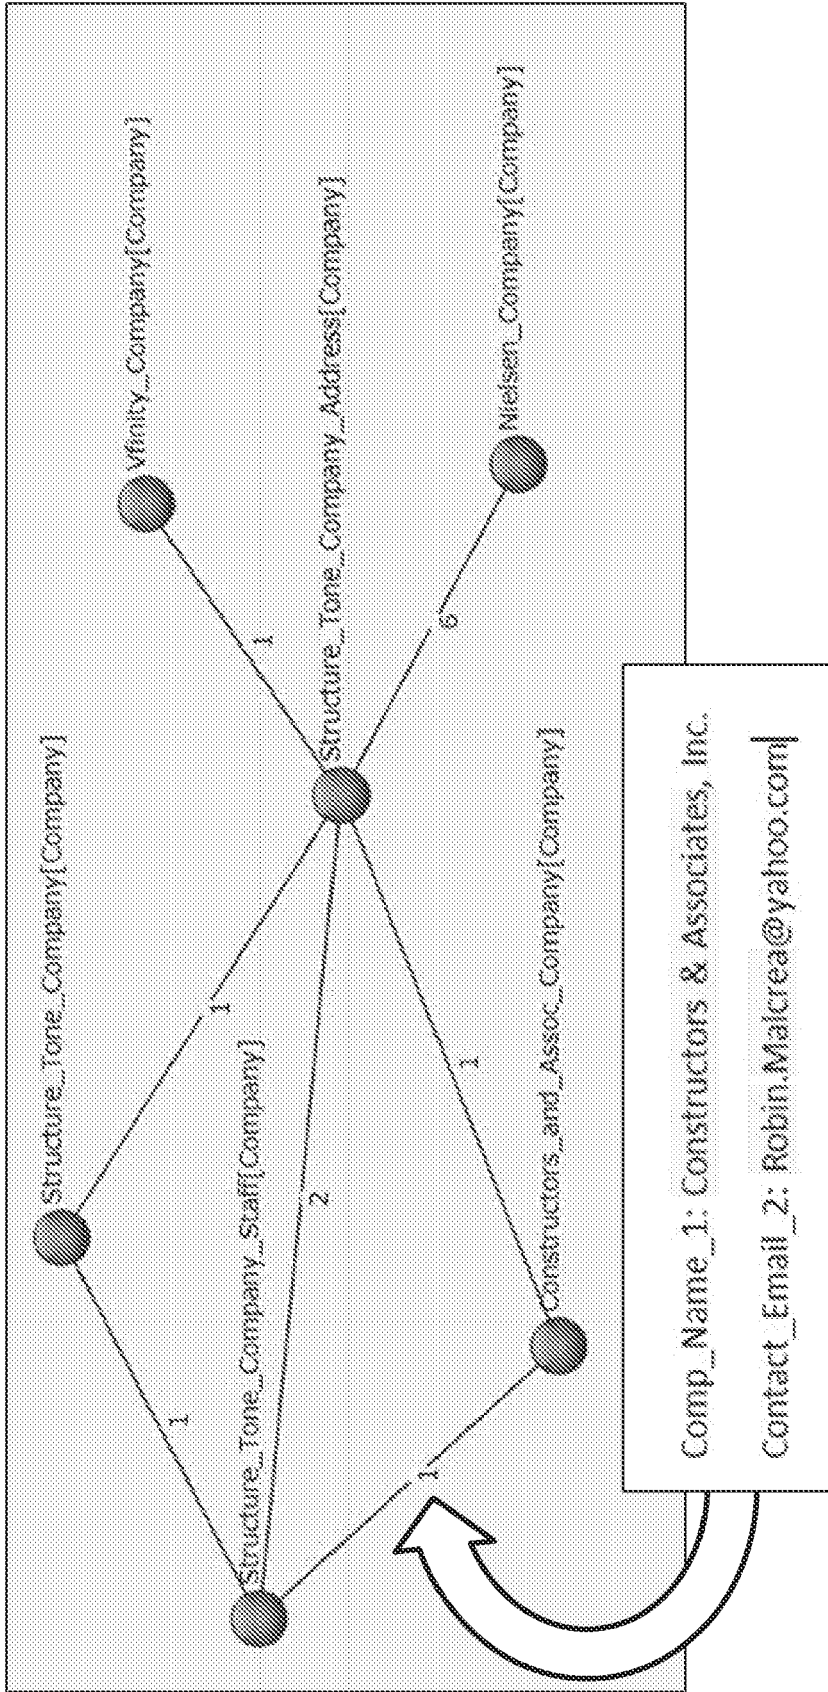 Structure_Tone_Company[Company]
Vfinity_Company[Company]
1
1
1
Structure_Tone_Company_Staff[Company]
Structure_Tone_Company_Address[Company]
2
6
1
1
Constructors_and_Assoc_Company[Company]
Nielsen_Company[Company]
Comp_Name_1: Constructors & Associates, Inc.
Contact_Email_2: Robin.Malcrea@yahoo.com